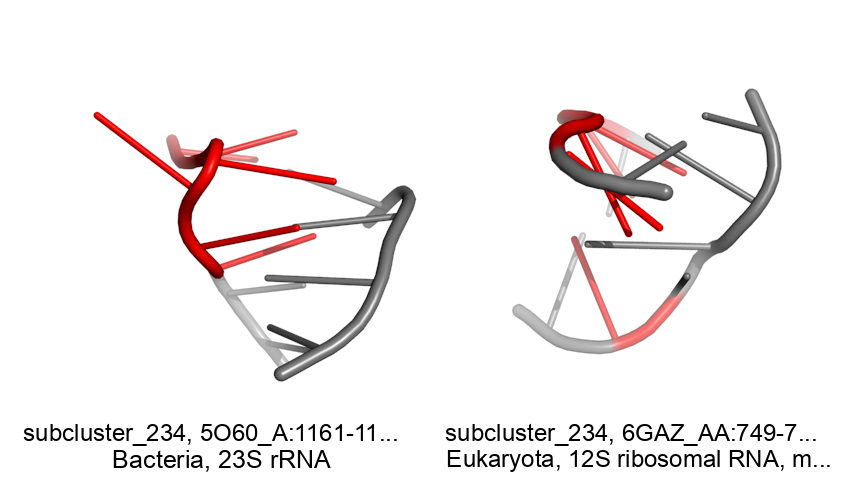 subcluster_234, 5O60_A:1161-11...
Bacteria, 23S rRNA
subcluster_234, 6GAZ_AA:749-7...
Eukaryota, 12S ribosomal RNA, m...